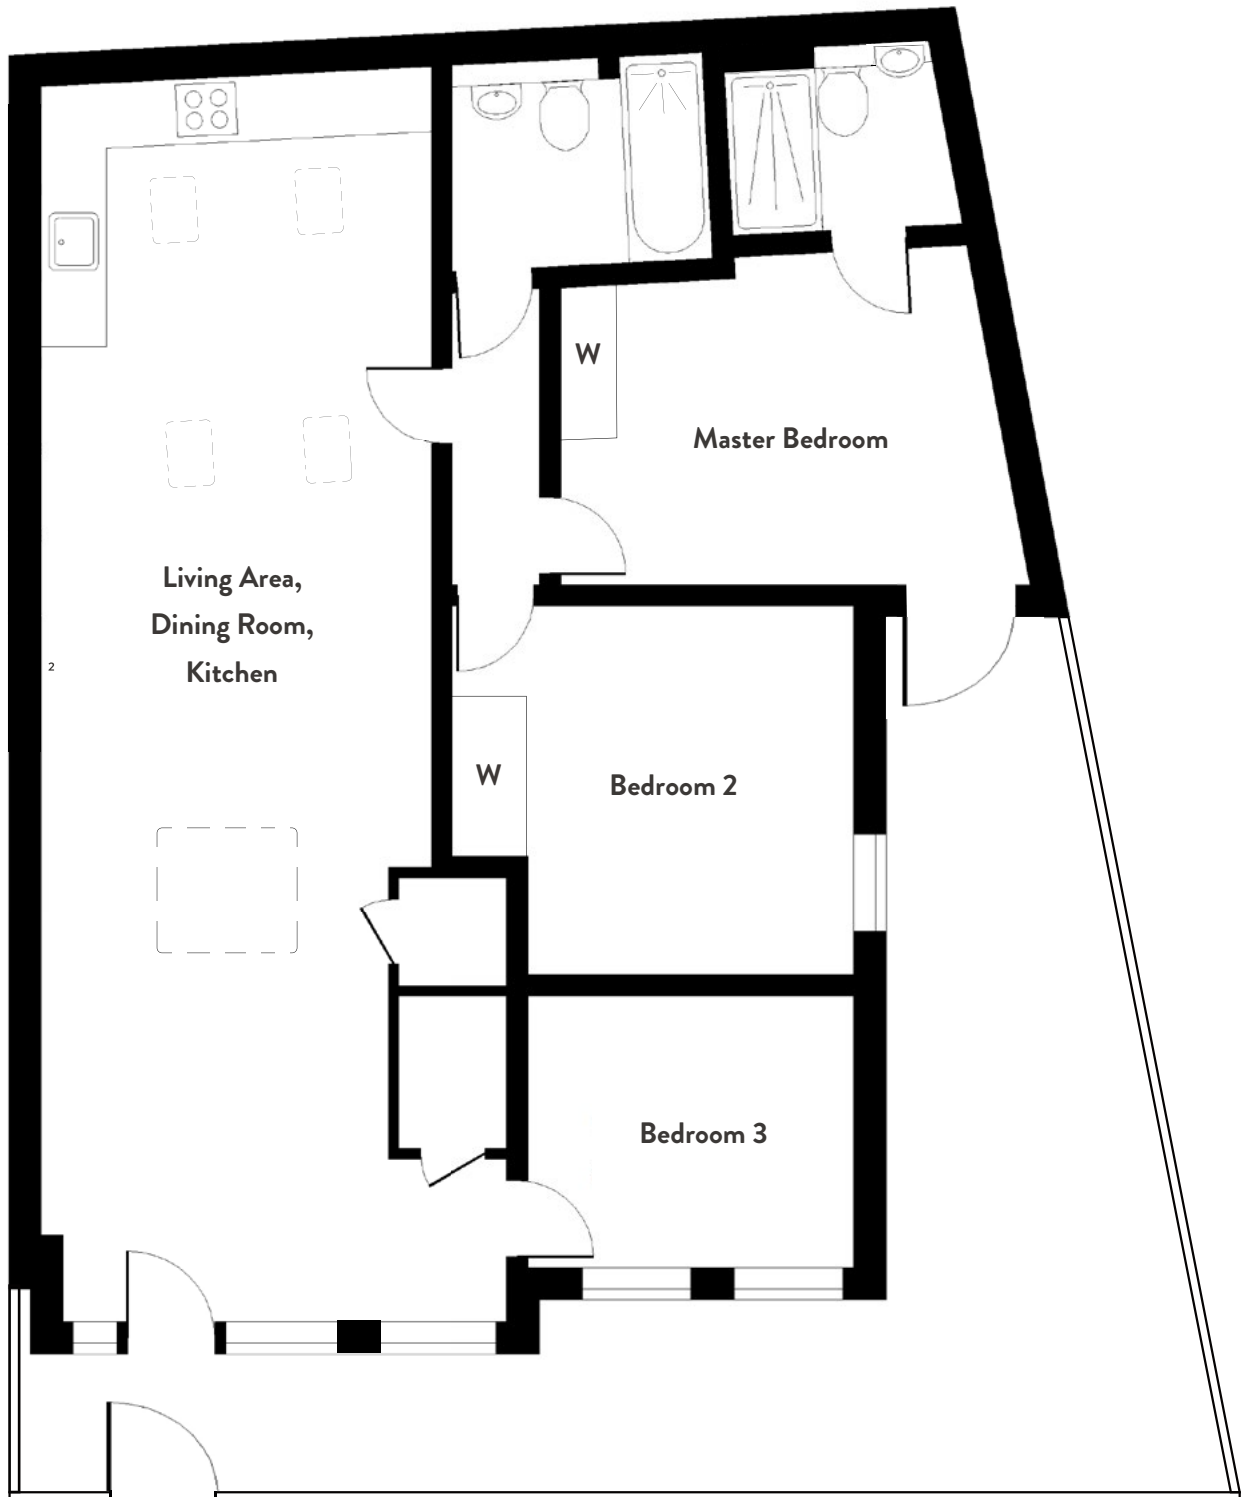 W
Master Bedroom
Living Area,
Dining Room,
Kitchen
2
W
Bedroom 2
Bedroom 3